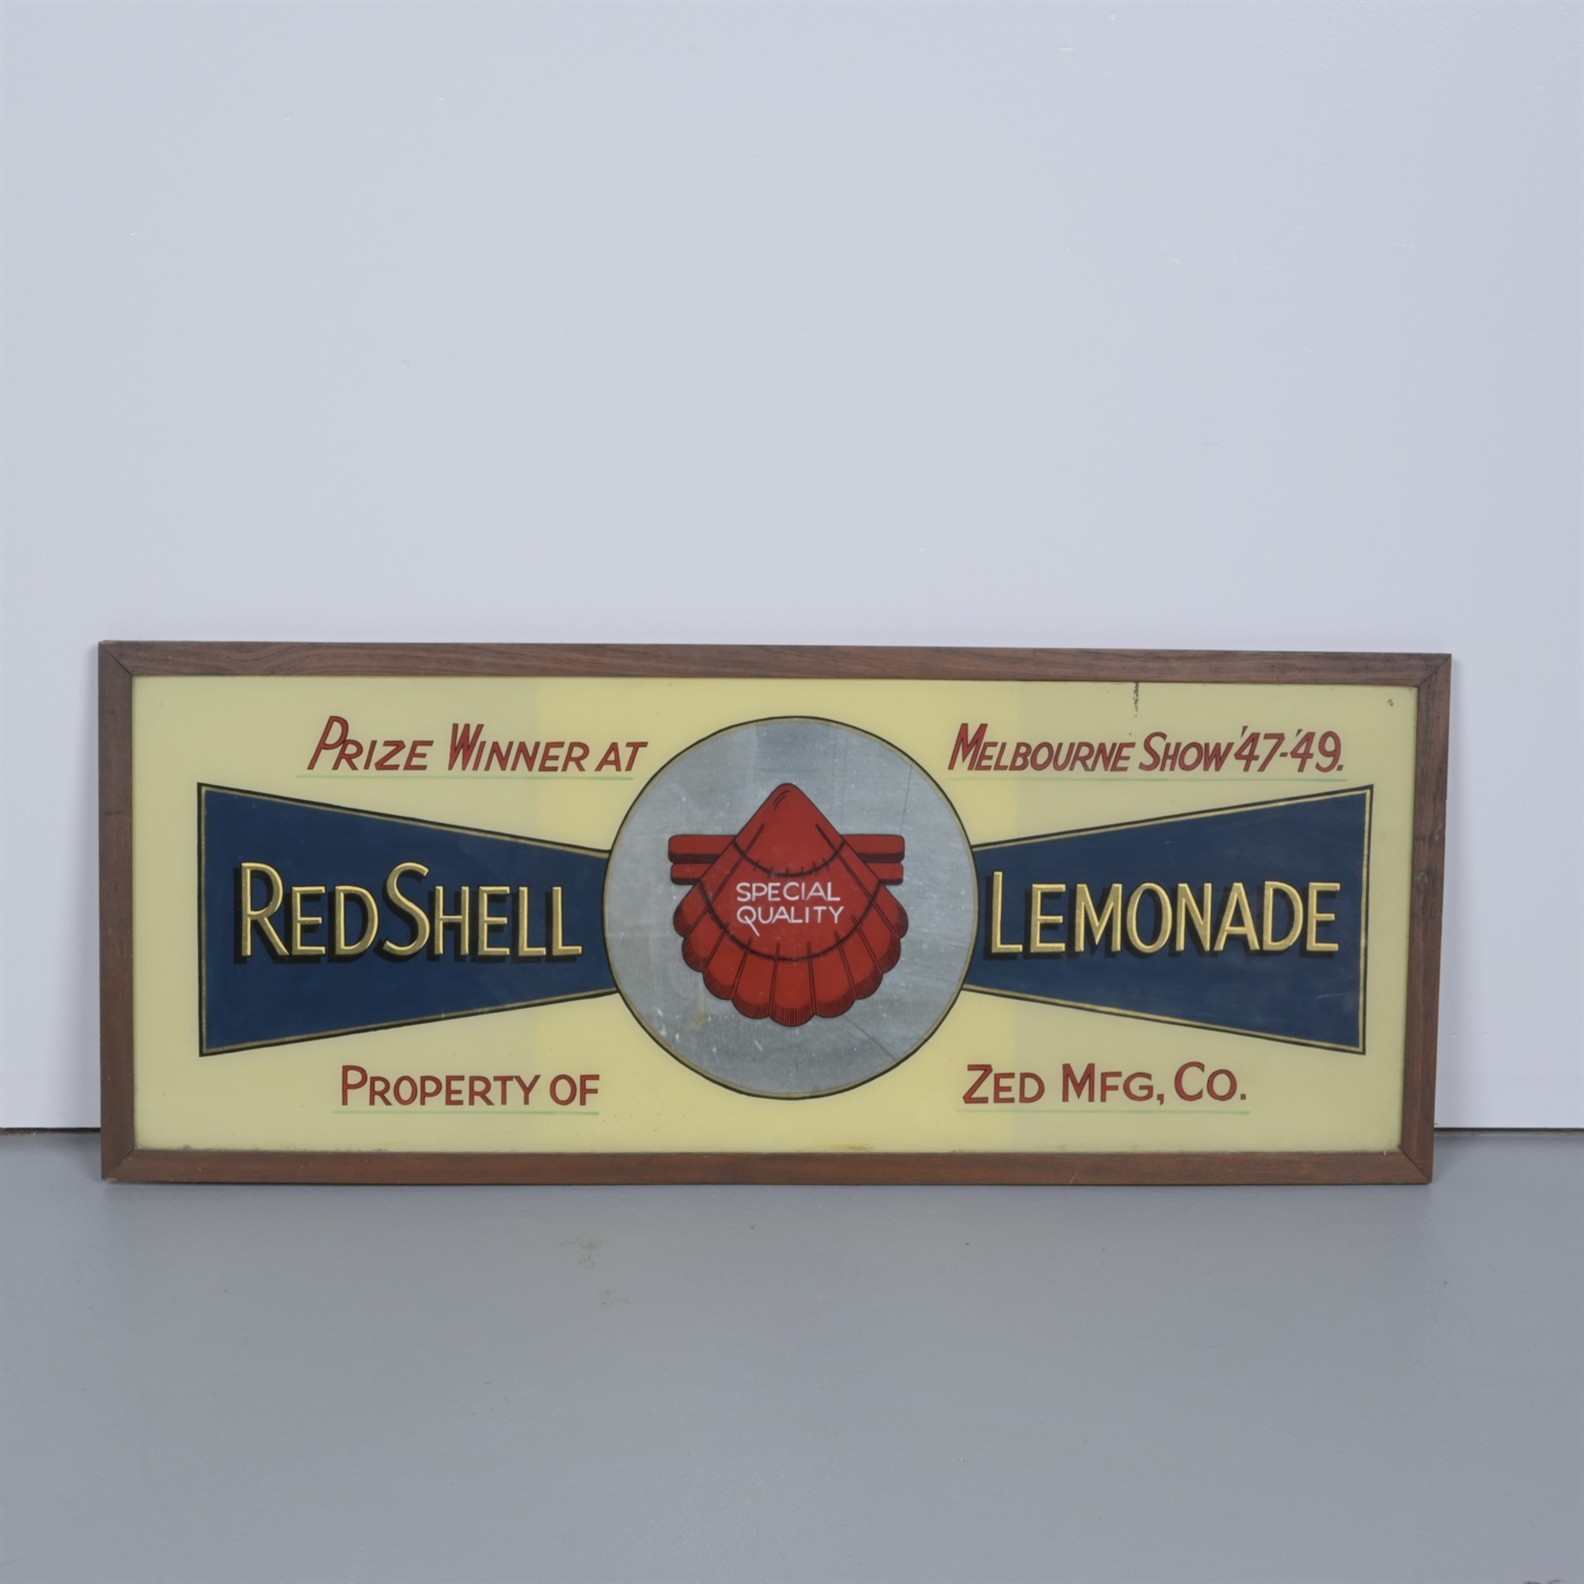 PRIZE WINNER AT MELBOURNE SHOW '47-'49.
RED SHELL SPECIAL QUALITY LEMONADE
PROPERTY OF ZED MFG, CO.